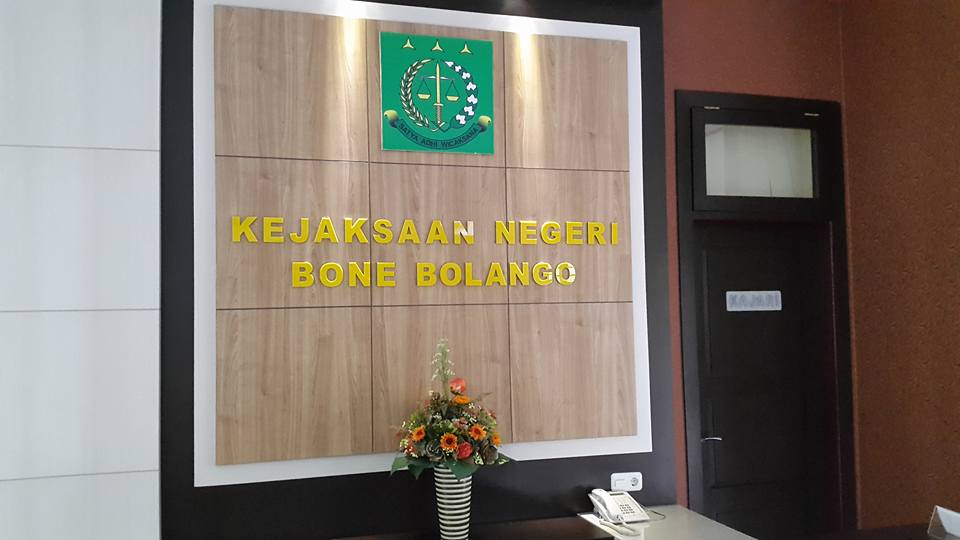 SATYA ADHI WICAKSANA
KEJAKSAAN NEGERI
BONE BOLANGO
KAJARI